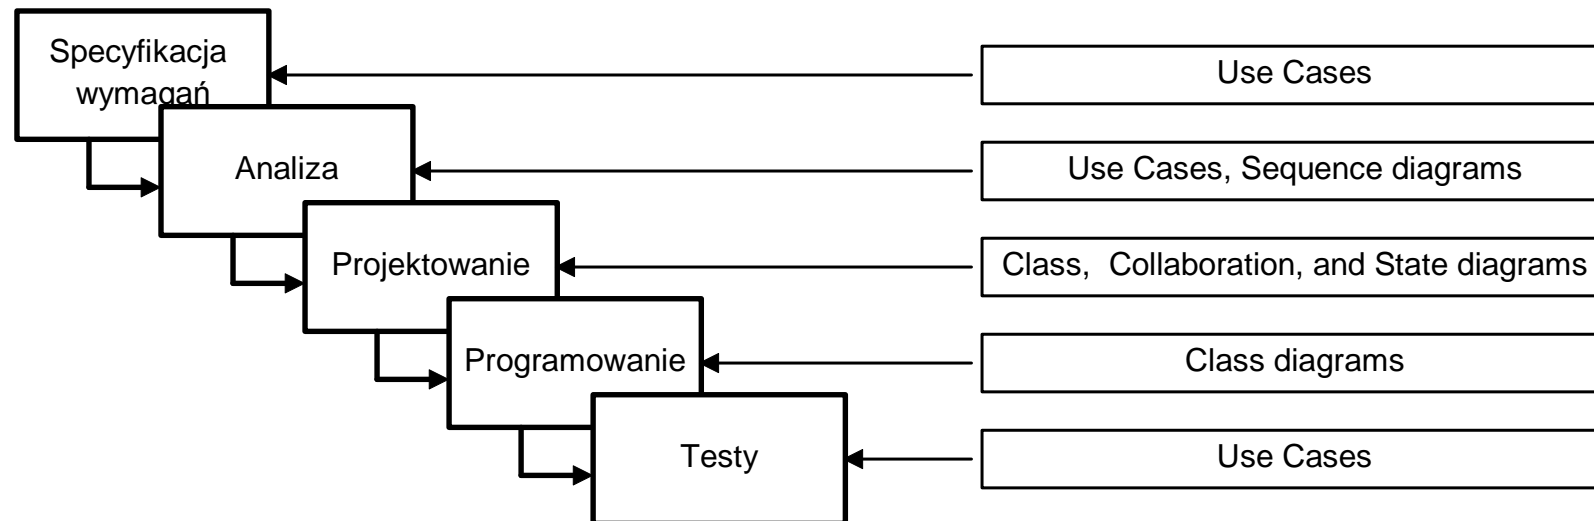 Specyfikacja
wymagań
Use Cases
Analiza
Use Cases, Sequence diagrams
Projektowanie
Class,  Collaboration, and State diagrams
Programowanie
Class diagrams
Testy
Use Cases